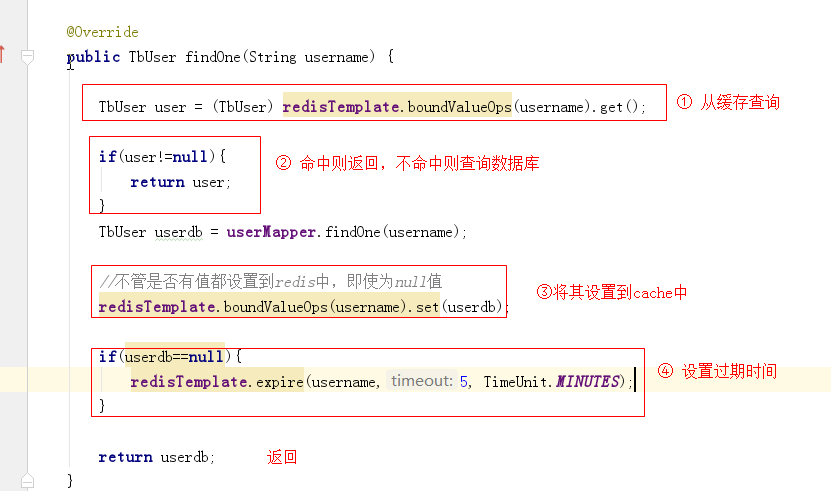 @Override
public TbUser findOne(String username) {
TbUser user = (TbUser) redisTemplate.boundValueOps(username).get(); ① 从缓存查询
if(user!=null){ ② 命中则返回，不命中则查询数据库
return user;
}
TbUser userdb = userMapper.findOne(username);
//不管是否有值都设置到redis中，即使为null值
redisTemplate.boundValueOps(username).set(userdb); ③将其设置到cache中
if(userdb==null){
redisTemplate.expire(username, timeout: 5, TimeUnit.MINUTES); ④ 设置过期时间
}
return userdb; 返回
}